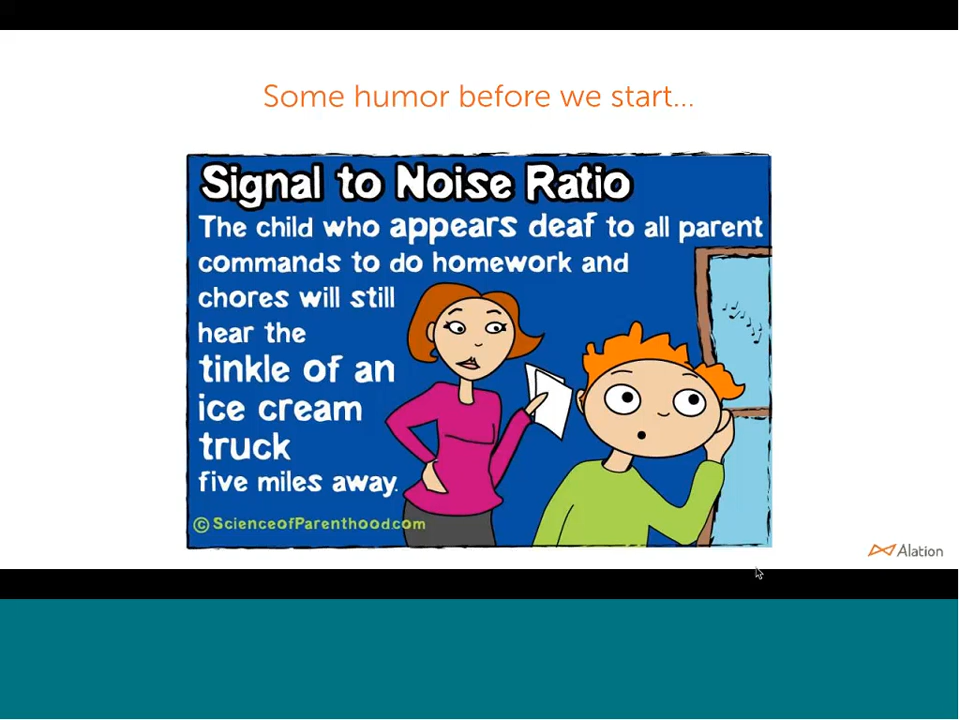 Some humor before we start...
Signal to Noise Ratio
The child who appears deaf to all parent
commands to do homework and
chores will still
hear the
tinkle of an
ice cream
truck
five miles away.
© ScienceofParenthood.com
Alation